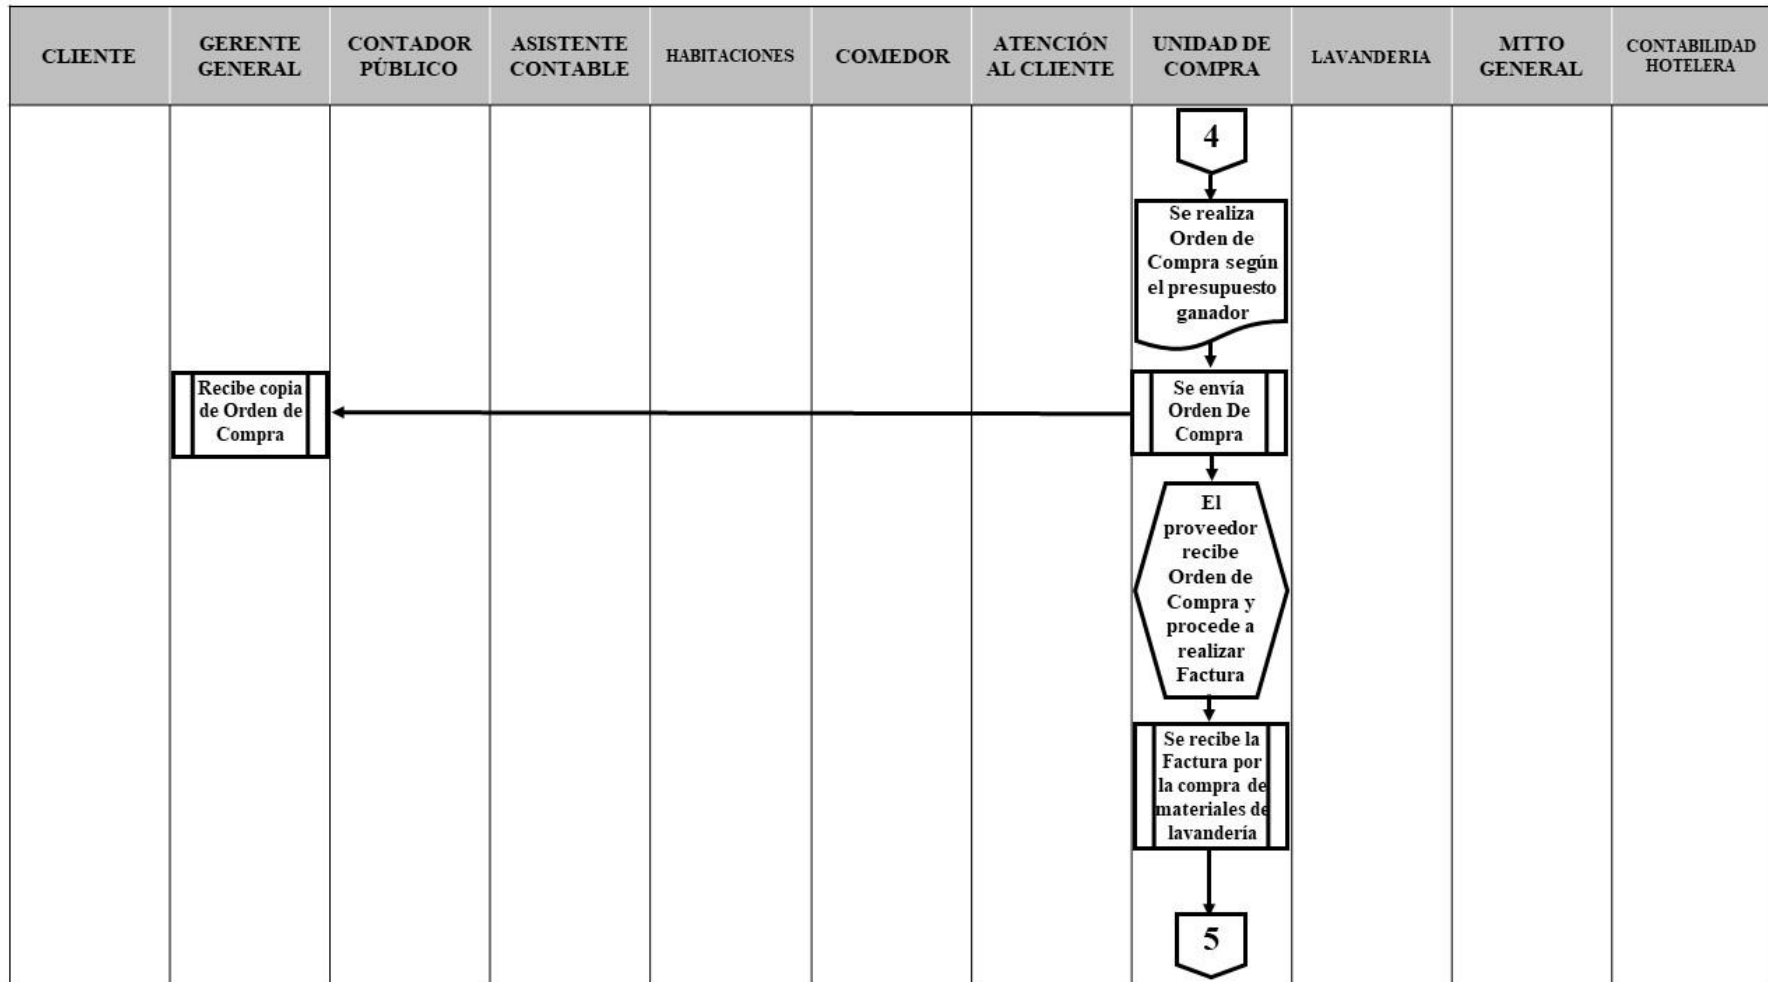 CLIENTE
GERENTE
GENERAL
CONTADOR
PÚBLICO
ASISTENTE
CONTABLE
HABITACIONES
COMEDOR
ATENCIÓN
AL CLIENTE
UNIDAD DE
COMPRA
LAVANDERIA
MTTO
GENERAL
CONTABILIDAD
HOTELERA
4
Se realiza
Orden de
Compra según
el presupuesto
ganador
Recibe copia
de Orden de
Compra
Se envía
Orden De
Compra
El
proveedor
recibe
Orden de
Compra y
procede a
realizar
Factura
Se recibe la
Factura por
la compra de
materiales de
lavandería
5